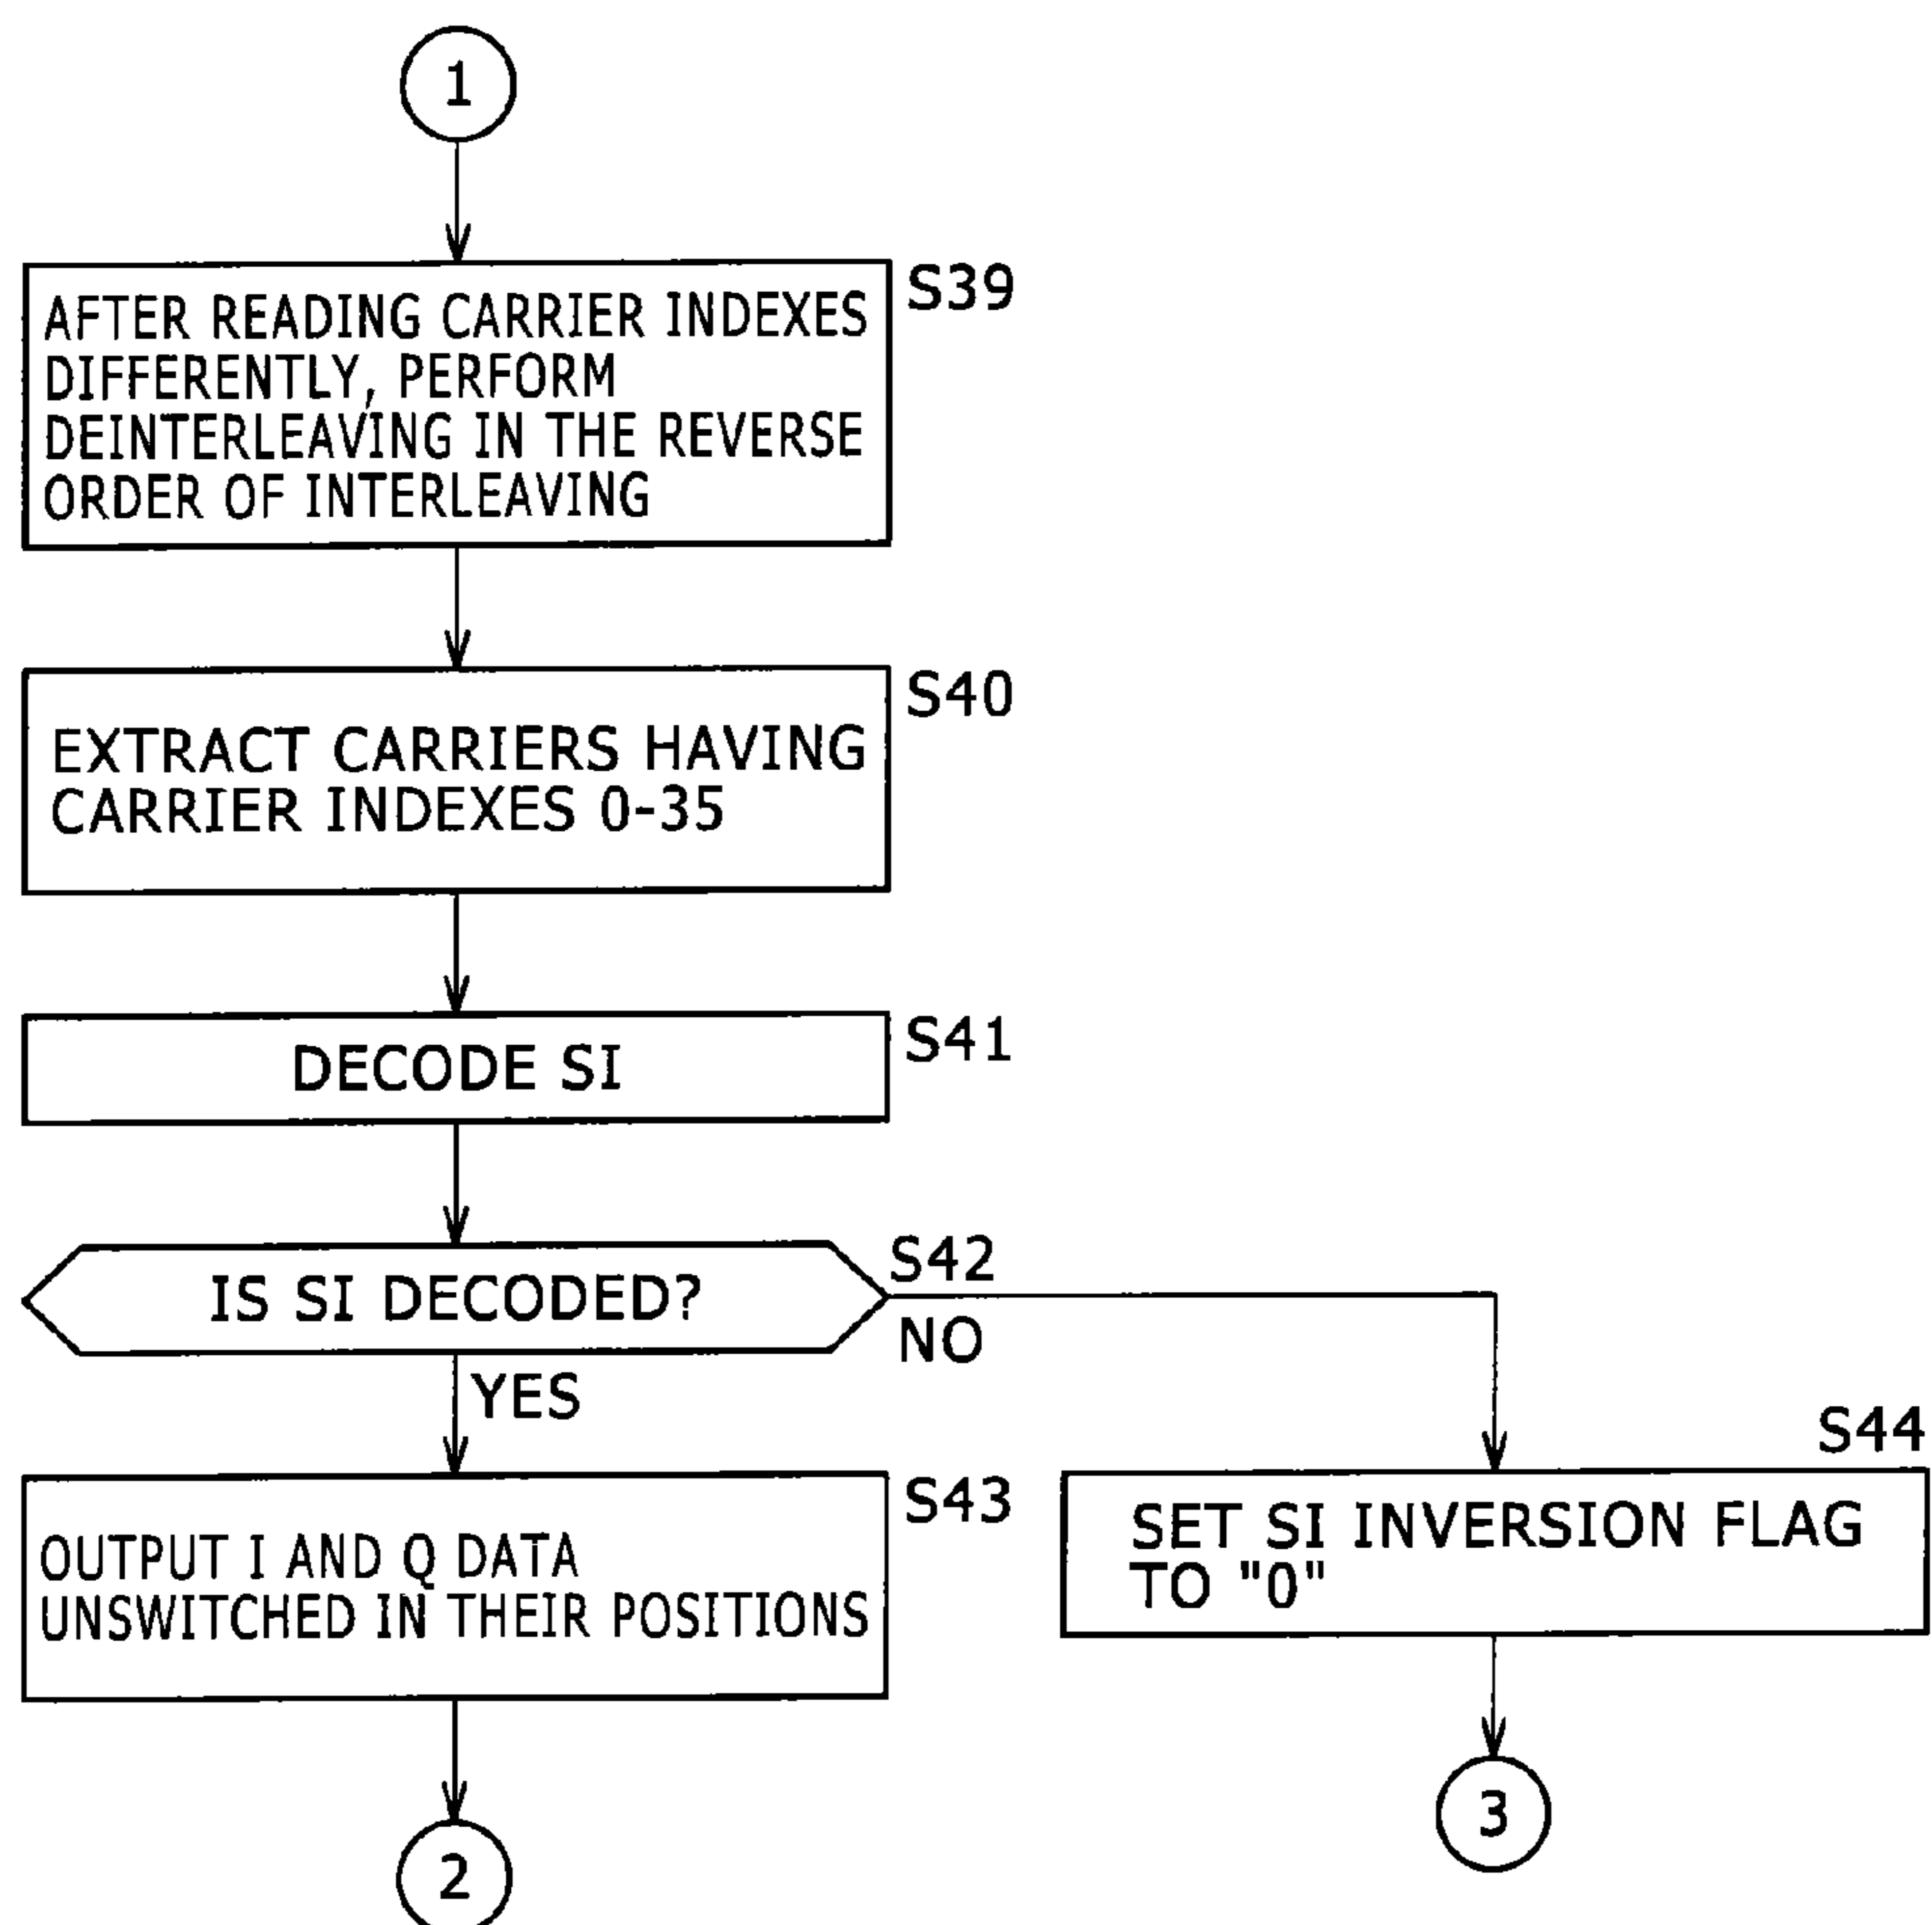 1
S39
AFTER READING CARRIER INDEXES
DIFFERENTLY, PERFORM
DEINTERLEAVING IN THE REVERSE
ORDER OF INTERLEAVING
S40
EXTRACT CARRIERS HAVING
CARRIER INDEXES 0-35
S41
DECODE SI
S42
IS SI DECODED?
NO
YES
S43
OUTPUT I AND Q DATA
UNSWITCHED IN THEIR POSITIONS
S44
SET SI INVERSION FLAG
TO "0"
3
2